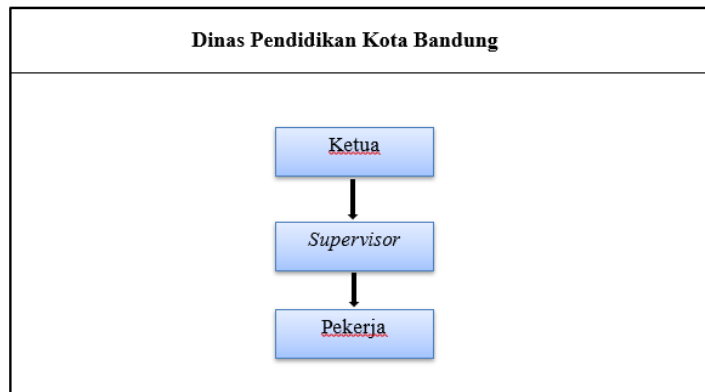 Dinas Pendidikan Kota Bandung
Ketua
Supervisor
Pekerja